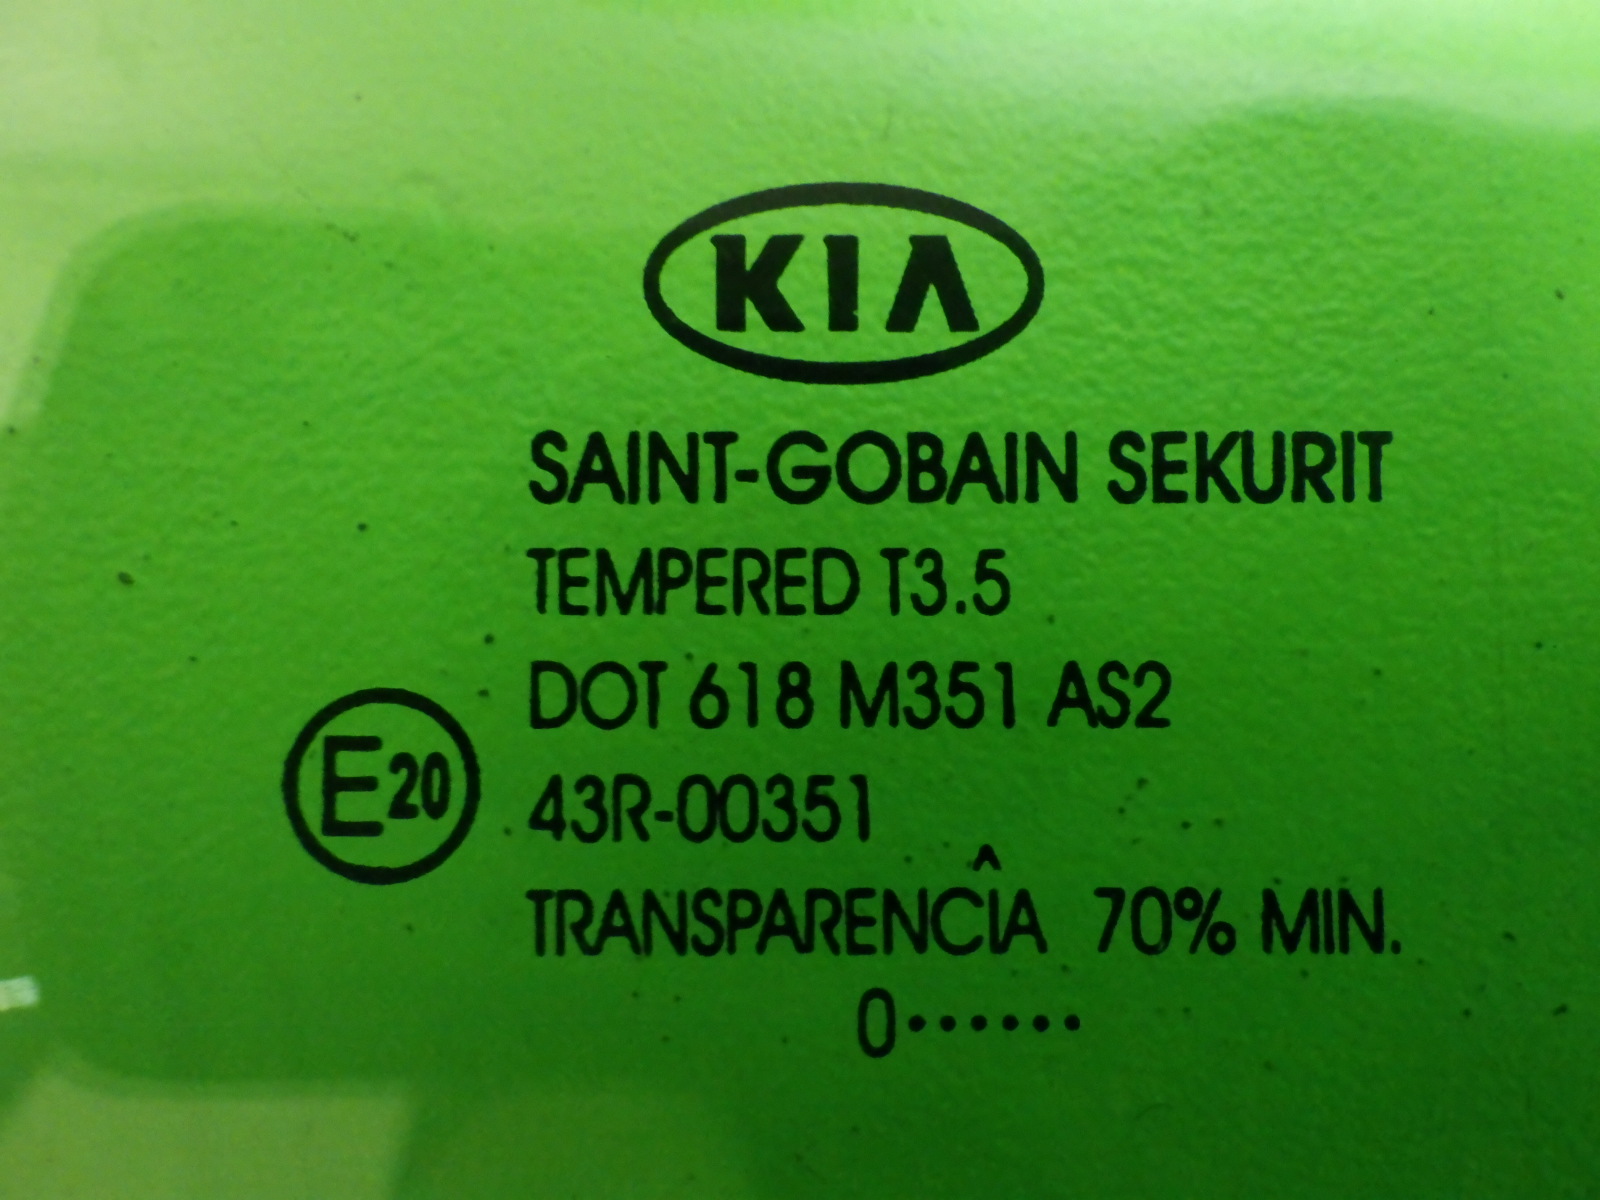 KIA
SAINT-GOBAIN SEKURIT
TEMPERED T3.5
DOT 618 M351 AS2
E20
43R-00351
TRANSPARENCÎA 70% MIN.
0······